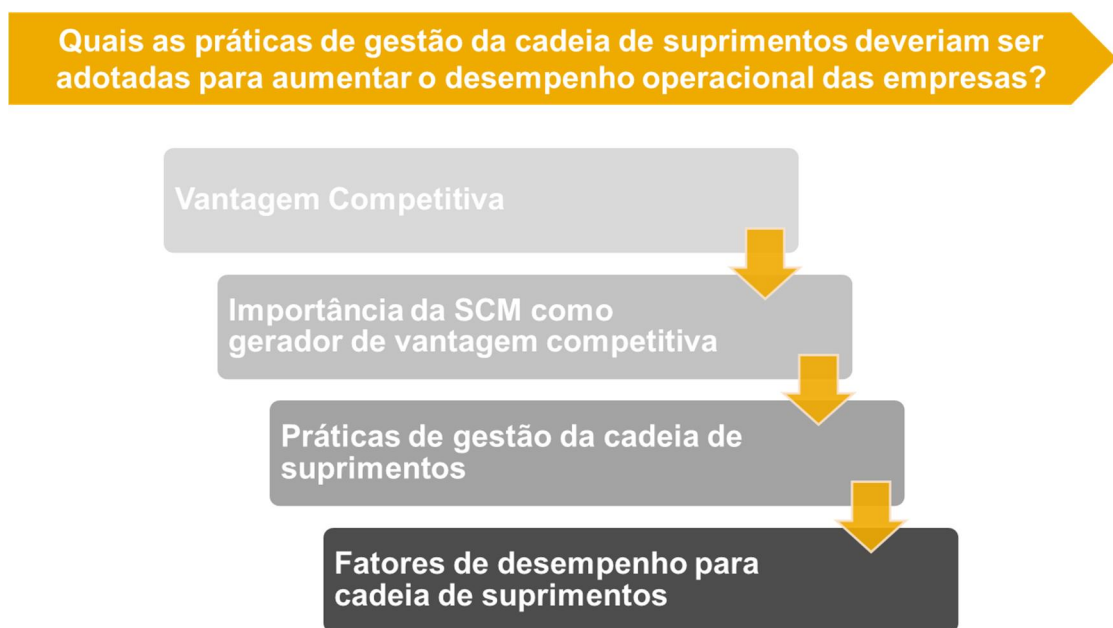 Quais as práticas de gestão da cadeia de suprimentos deveriam ser
adotadas para aumentar o desempenho operacional das empresas?
Vantagem Competitiva
Importância da SCM como
gerador de vantagem competitiva
Práticas de gestão da cadeia de
suprimentos
Fatores de desempenho para
cadeia de suprimentos